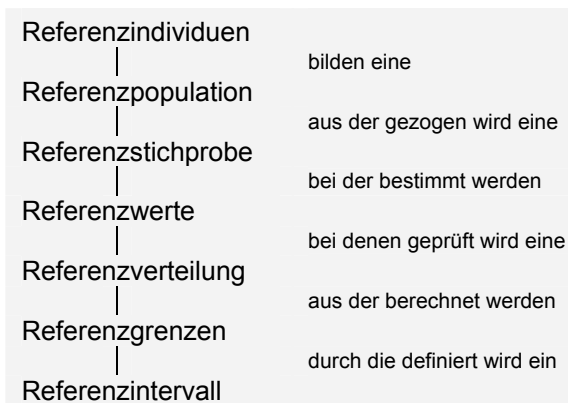 Referenzindividuen
bilden eine
Referenzpopulation
aus der gezogen wird eine
Referenzstichprobe
bei der bestimmt werden
Referenzwerte
bei denen geprüft wird eine
Referenzverteilung
aus der berechnet werden
Referenzgrenzen
durch die definiert wird ein
Referenzintervall